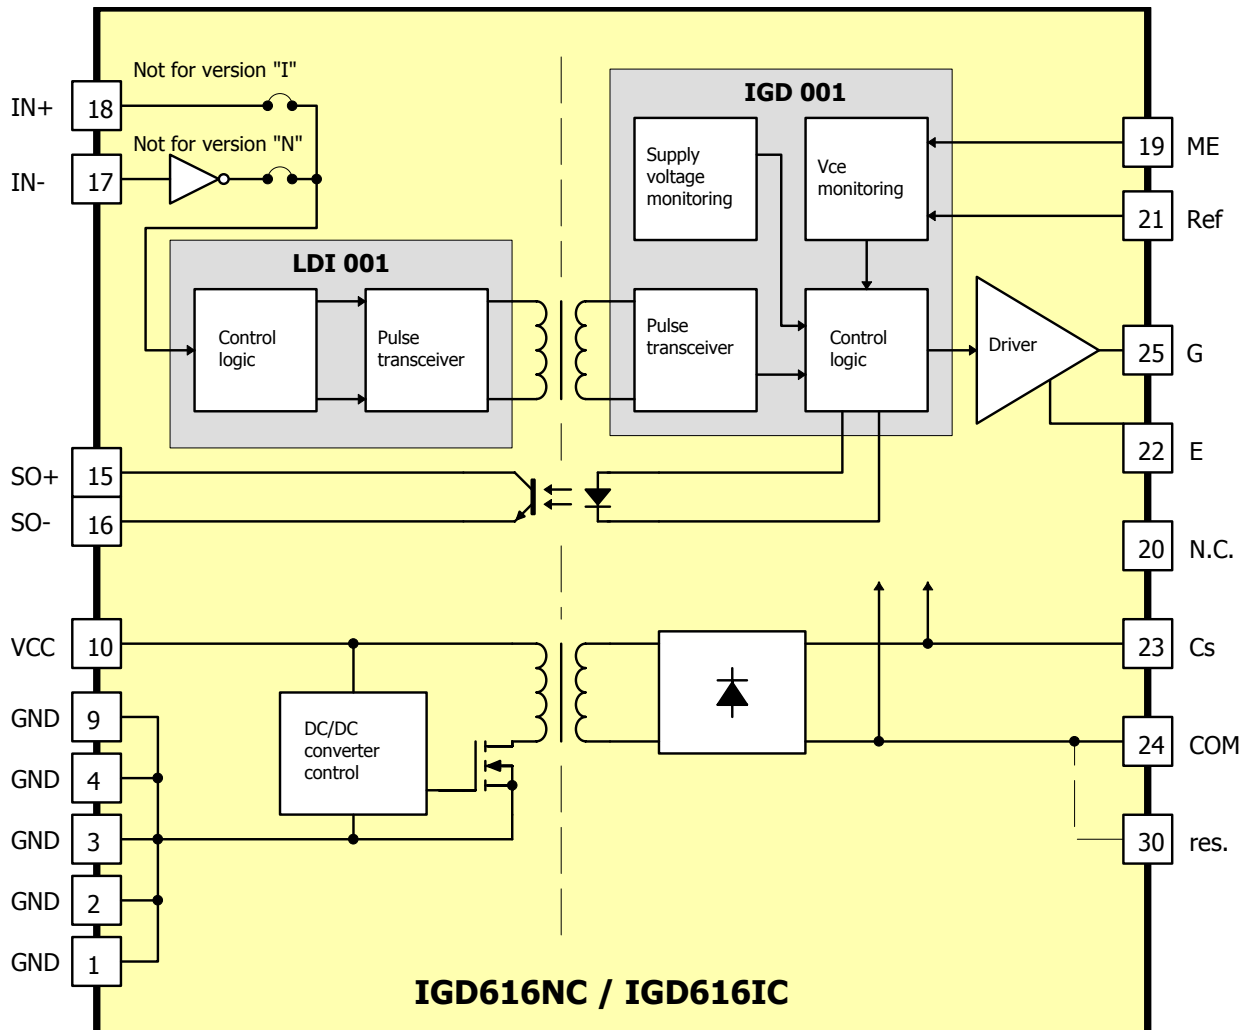 Not for version "I"
IN+
18
Not for version "N"
IN-
17
LDI 001
Control
logic
Pulse
transceiver
IGD 001
Supply
voltage
monitoring
Vce
monitoring
Pulse
transceiver
Control
logic
Driver
19
ME
21
Ref
25
G
22
E
20
N.C.
SO+
15
SO-
16
VCC
10
GND
9
GND
4
GND
3
GND
2
GND
1
DC/DC
converter
control
23
Cs
24
COM
30
res.
IGD616NC / IGD616IC